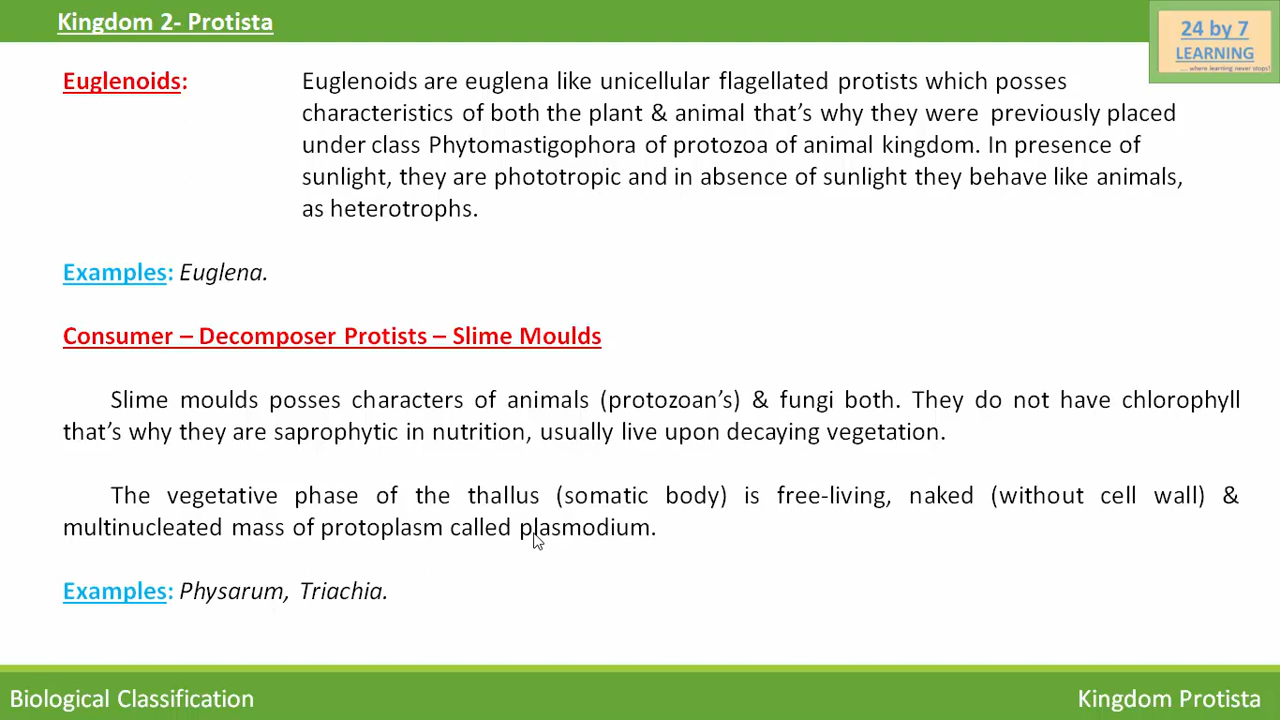 Kingdom 2- Protista
24 by 7
LEARNING
.... where learning never stops!
Euglenoids: Euglenoids are euglena like unicellular flagellated protists which posses
characteristics of both the plant & animal that's why they were previously placed
under class Phytomastigophora of protozoa of animal kingdom. In presence of
sunlight, they are phototropic and in absence of sunlight they behave like animals,
as heterotrophs.
Examples: Euglena.
Consumer – Decomposer Protists – Slime Moulds
Slime moulds posses characters of animals (protozoan's) & fungi both. They do not have chlorophyll
that's why they are saprophytic in nutrition, usually live upon decaying vegetation.
The vegetative phase of the thallus (somatic body) is free-living, naked (without cell wall) &
multinucleated mass of protoplasm called plasmodium.
Examples: Physarum, Triachia.
Biological Classification
Kingdom Protista